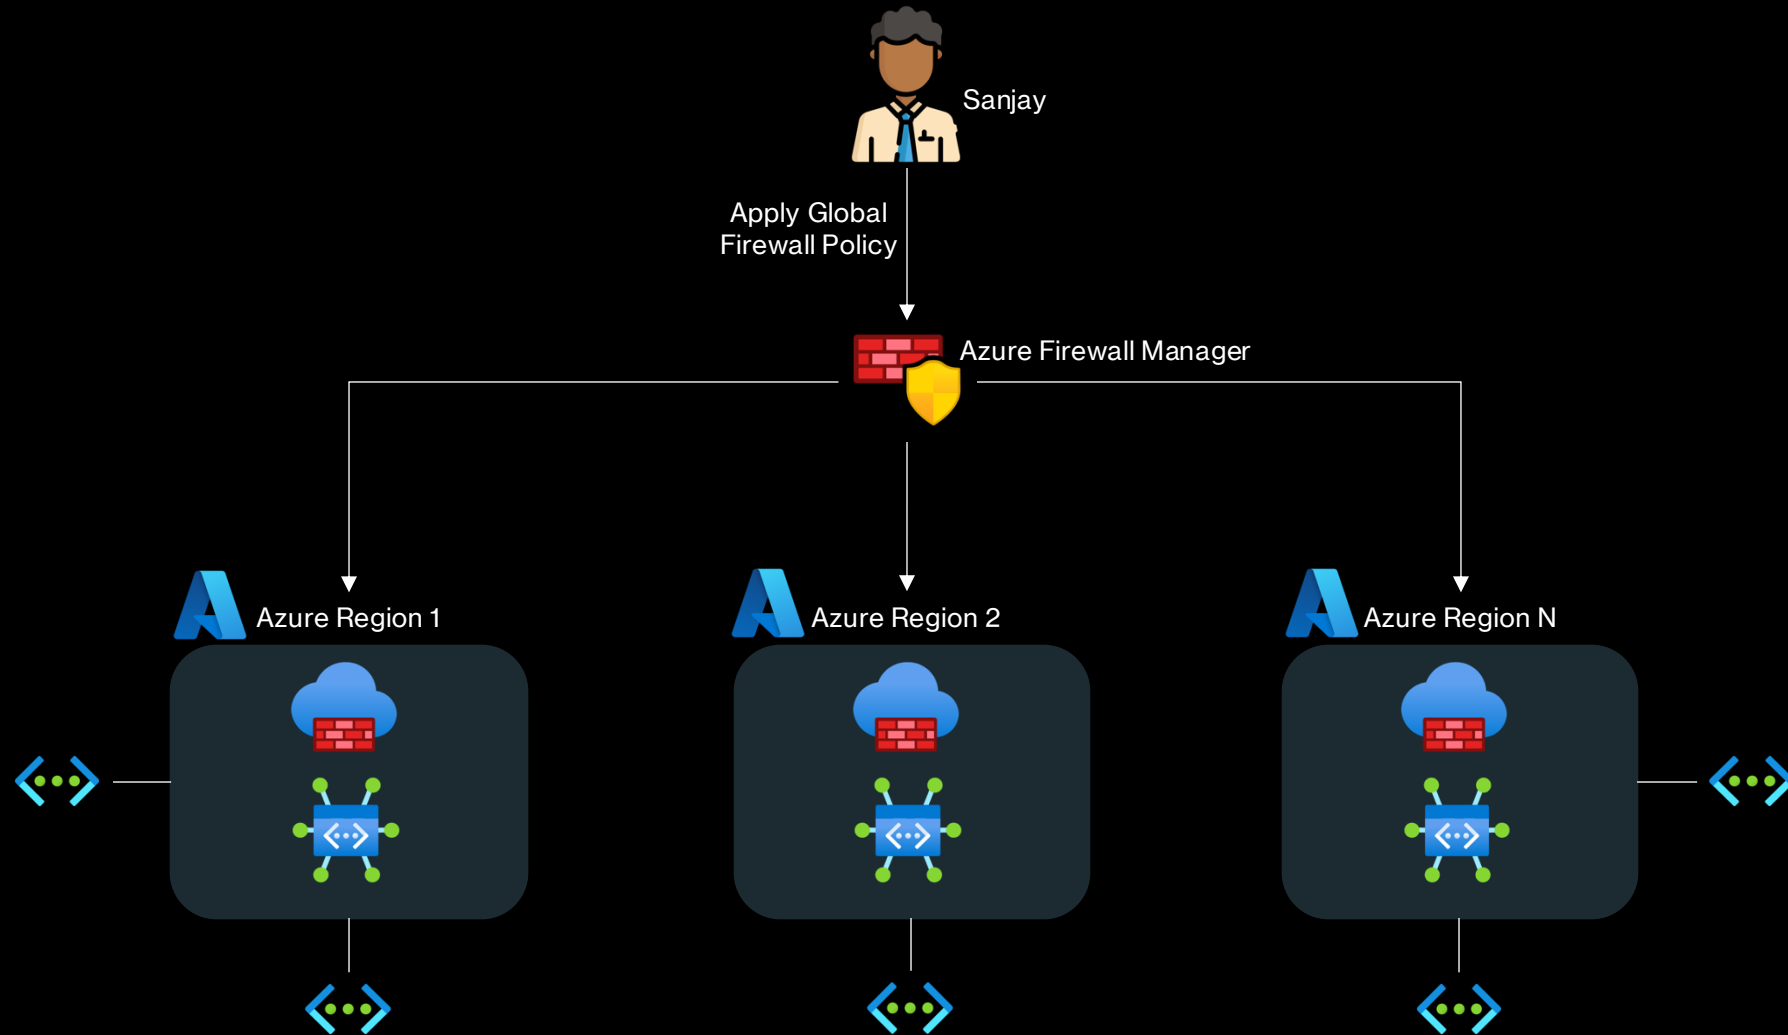 Sanjay
Apply Global
Firewall Policy
Azure Firewall Manager
Azure Region 1
Azure Region 2
Azure Region N